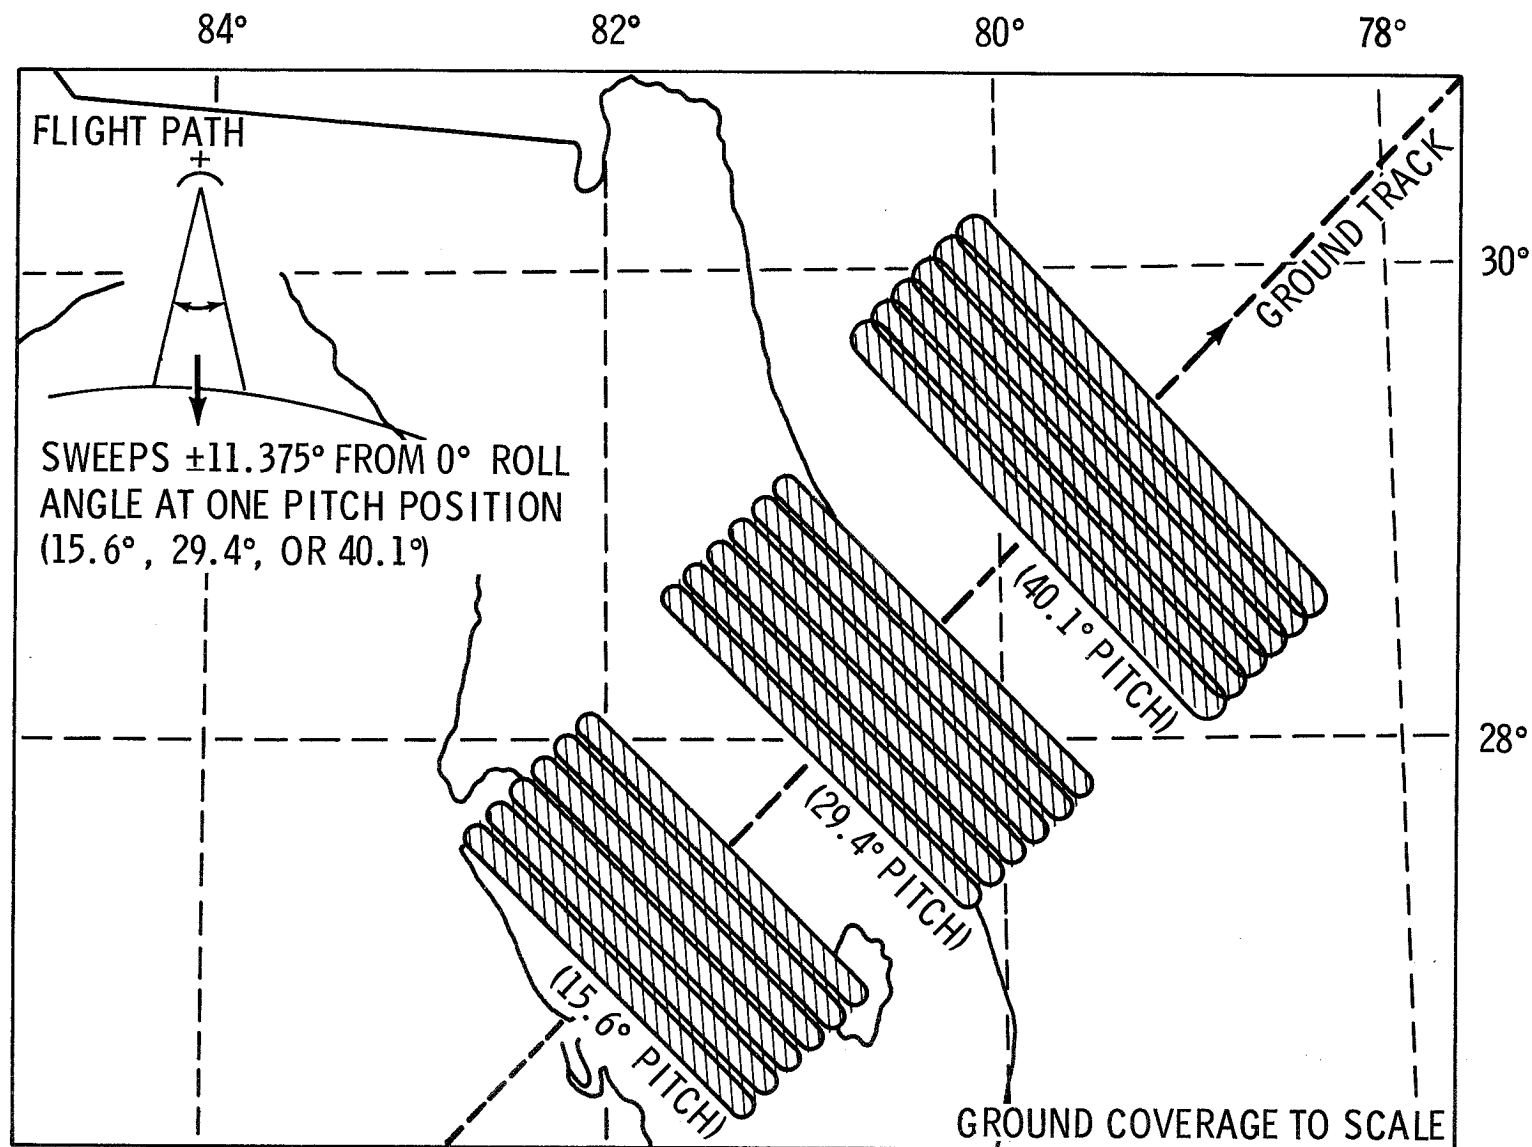 84° 82° 80° 78°
FLIGHT PATH
GROUND TRACK
30°
SWEEPS ±11.375° FROM 0° ROLL
ANGLE AT ONE PITCH POSITION
(15.6°, 29.4°, OR 40.1°)
(40.1° PITCH)
28°
(29.4° PITCH)
(15.6° PITCH)
GROUND COVERAGE TO SCALE